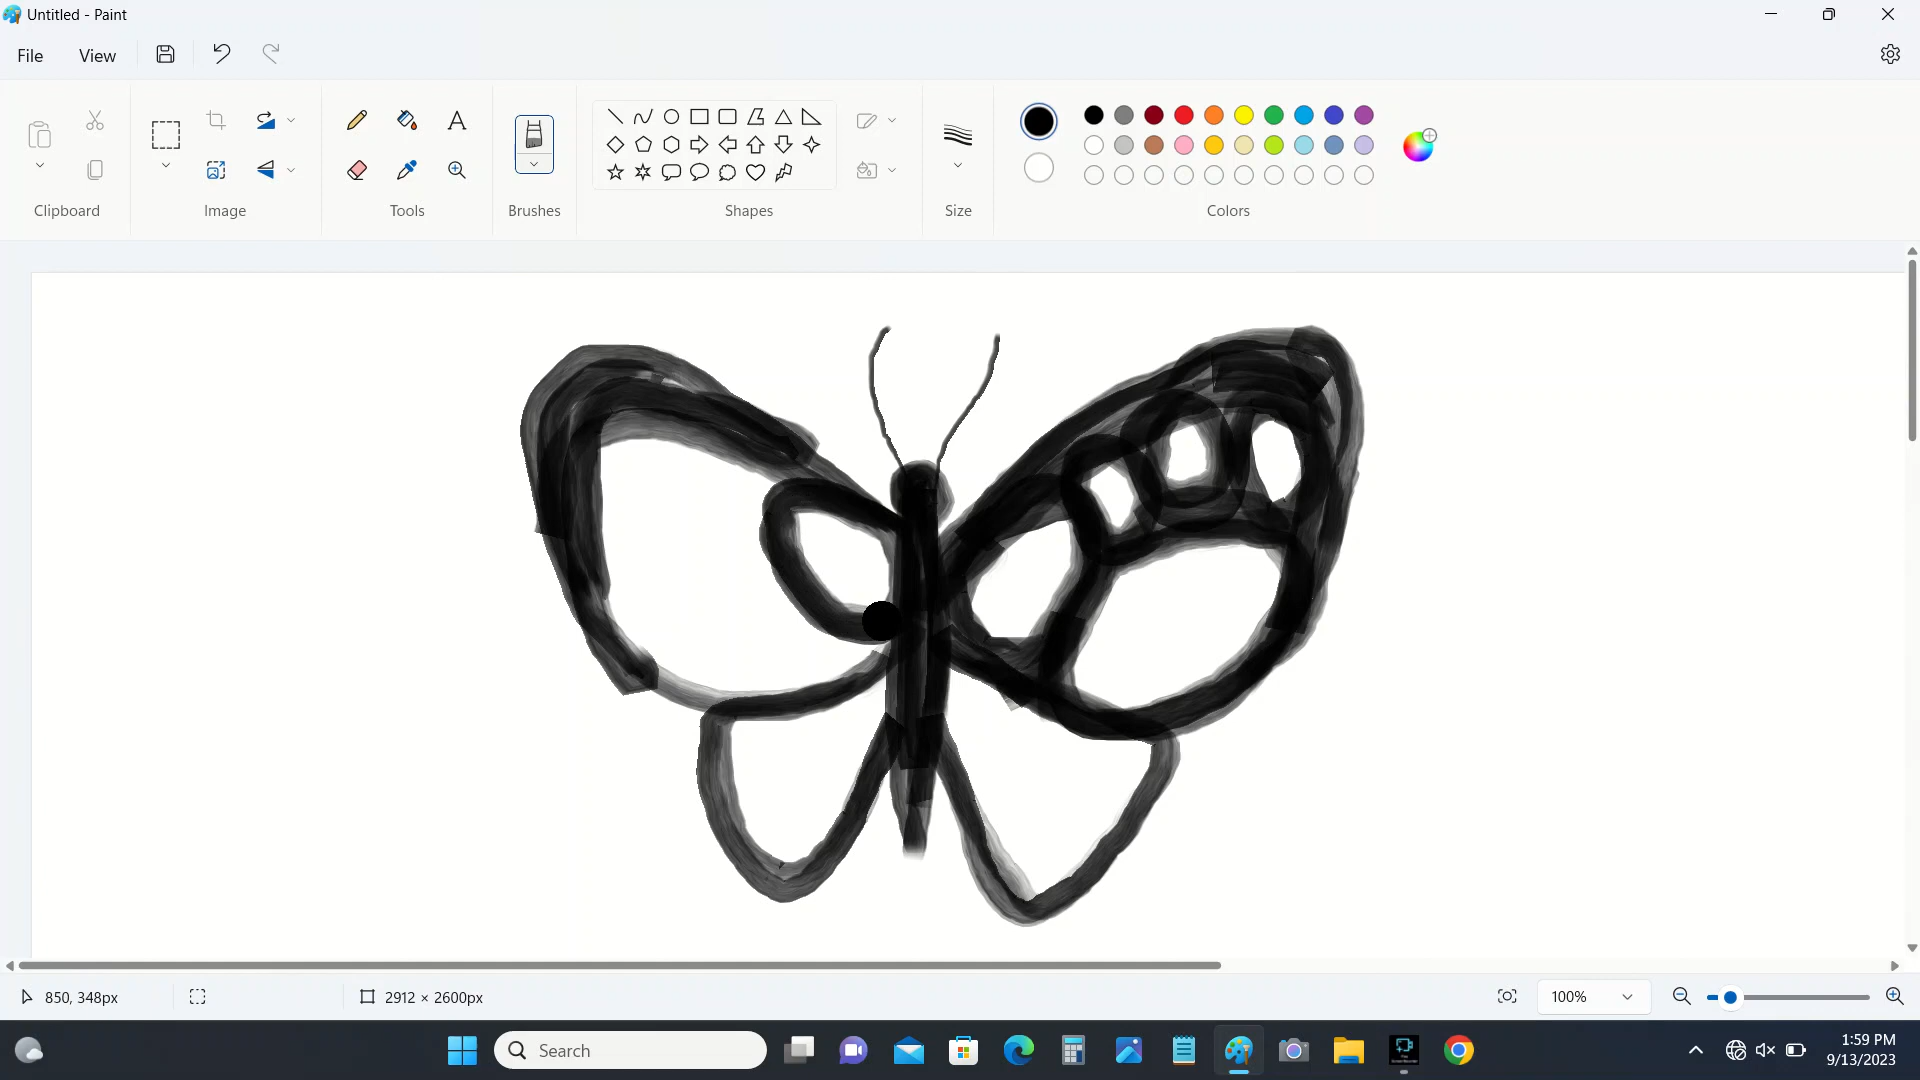 Untitled - Paint
File View
Clipboard Image Tools Brushes Shapes Size Colors
850, 348px 2912 × 2600px 100%
Search
1:59 PM
9/13/2023